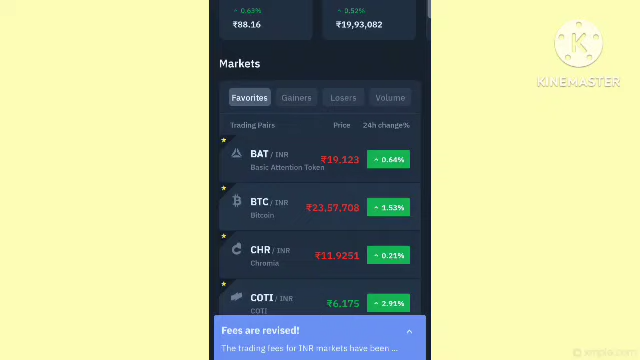 0.63%
0.52%
₹88.16
₹19,93,082
Markets
Favorites Gainers Losers Volume
Trading Pairs Price 24h change%
BAT / INR ₹19,123 0.64%
Basic Attention Token
BTC / INR ₹23,57,708 1.53%
Bitcoin
CHR / INR ₹11.9251 0.21%
Chromia
COTI / INR ₹6.175 2.91%
COTI
Fees are revised!
The trading fees for INR markets have been ...
K
KINEMASTER